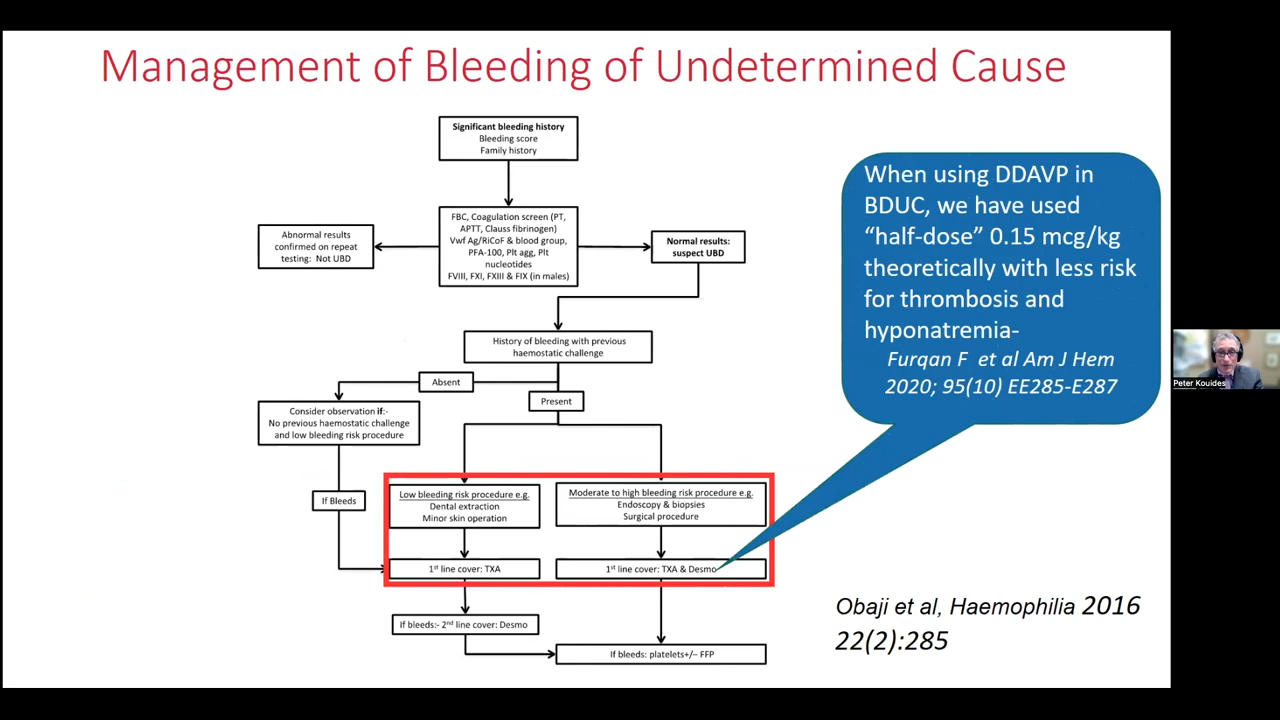 Management of Bleeding of Undetermined Cause
Significant bleeding history
Bleeding score
Family history
FBC, Coagulation screen (PT,
APTT, Clauss fibrinogen)
Vwf Ag/RiCoF & blood group,
PFA-100, Plt agg, Plt
nucleotides
FVIII, FXI, FXIII & FIX (in males)
Abnormal results
confirmed on repeat
testing: Not UBD
Normal results:
suspect UBD
History of bleeding with previous
haemostatic challenge
Absent
Present
Consider observation if:-
No previous haemostatic challenge
and low bleeding risk procedure
If Bleeds
Low bleeding risk procedure e.g.
Dental extraction
Minor skin operation
Moderate to high bleeding risk procedure e.g.
Endoscopy & biopsies
Surgical procedure
1st line cover: TXA
1st line cover: TXA & Desmo
If bleeds:- 2nd line cover: Desmo
If bleeds: platelets+/– FFP
When using DDAVP in
BDUC, we have used
“half-dose” 0.15 mcg/kg
theoretically with less risk
for thrombosis and
hyponatremia-
Furqan F et al Am J Hem
2020; 95(10) EE285-E287
Obaji et al, Haemophilia 2016
22(2):285
Peter Kouides